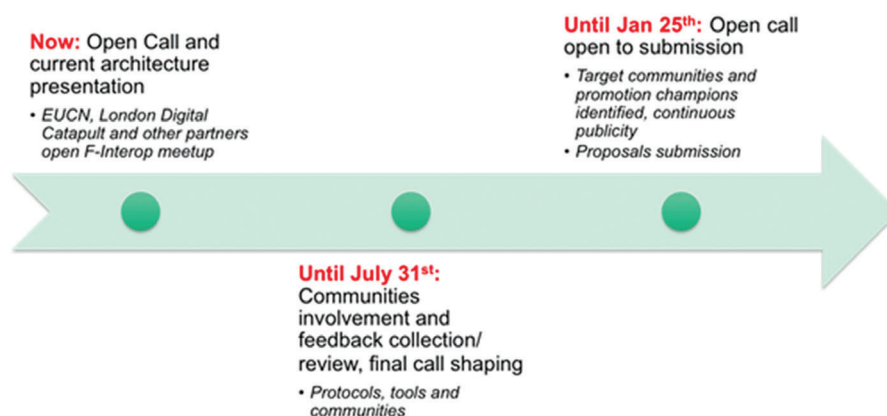 Now: Open Call and
current architecture
presentation
• EUCN, London Digital
Catapult and other partners
open F-Interop meetup
Until July 31st:
Communities
involvement and
feedback collection/
review, final call shaping
• Protocols, tools and
communities
Until Jan 25th: Open call
open to submission
• Target communities and
promotion champions
identified, continuous
publicity
• Proposals submission